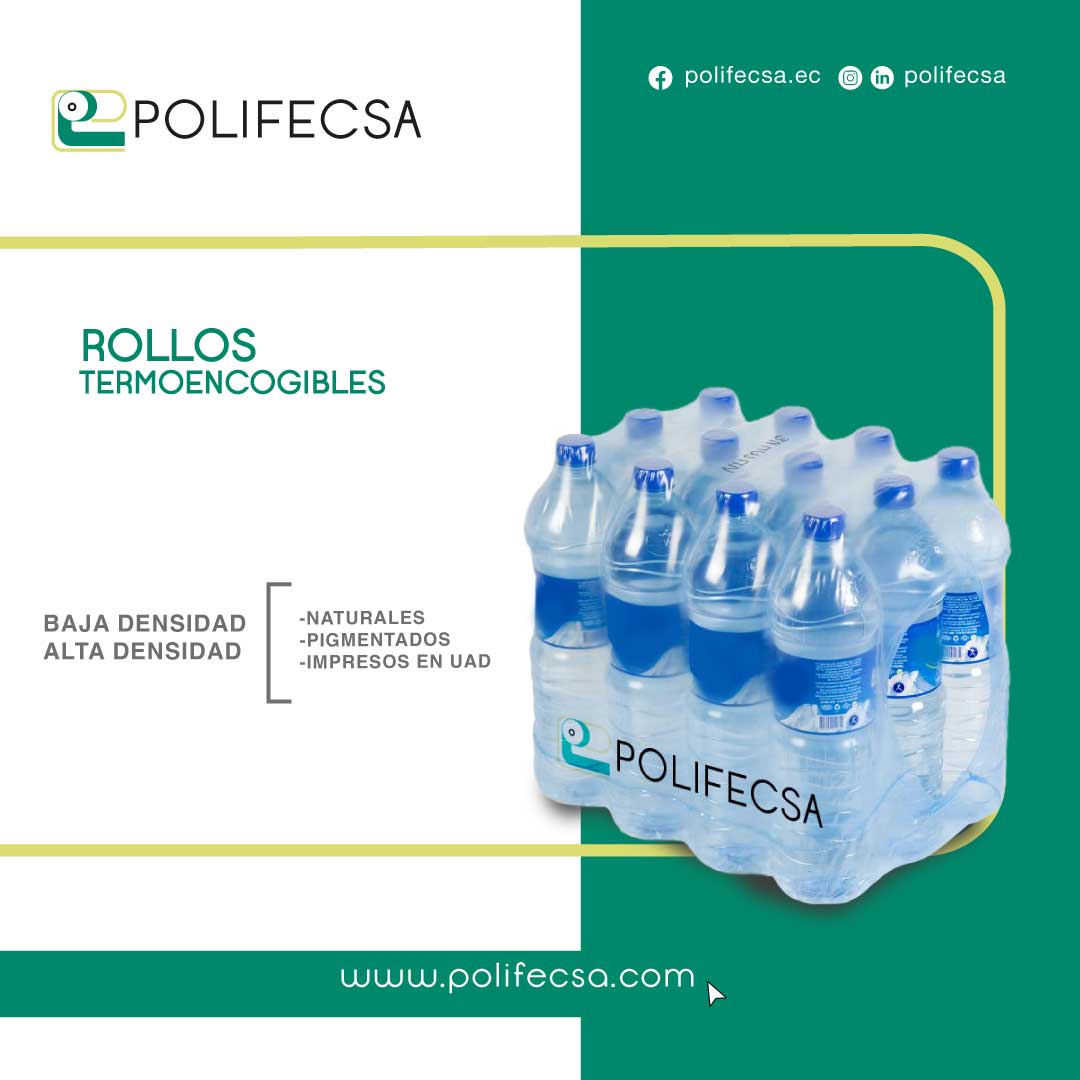 POLIFECSA
polifecsa.ec polifecsa
ROLLOS
TERMOENCOGIBLES
BAJA DENSIDAD
ALTA DENSIDAD
-NATURALES
-PIGMENTADOS
-IMPRESOS EN UAD
POLIFECSA
www.polifecsa.com